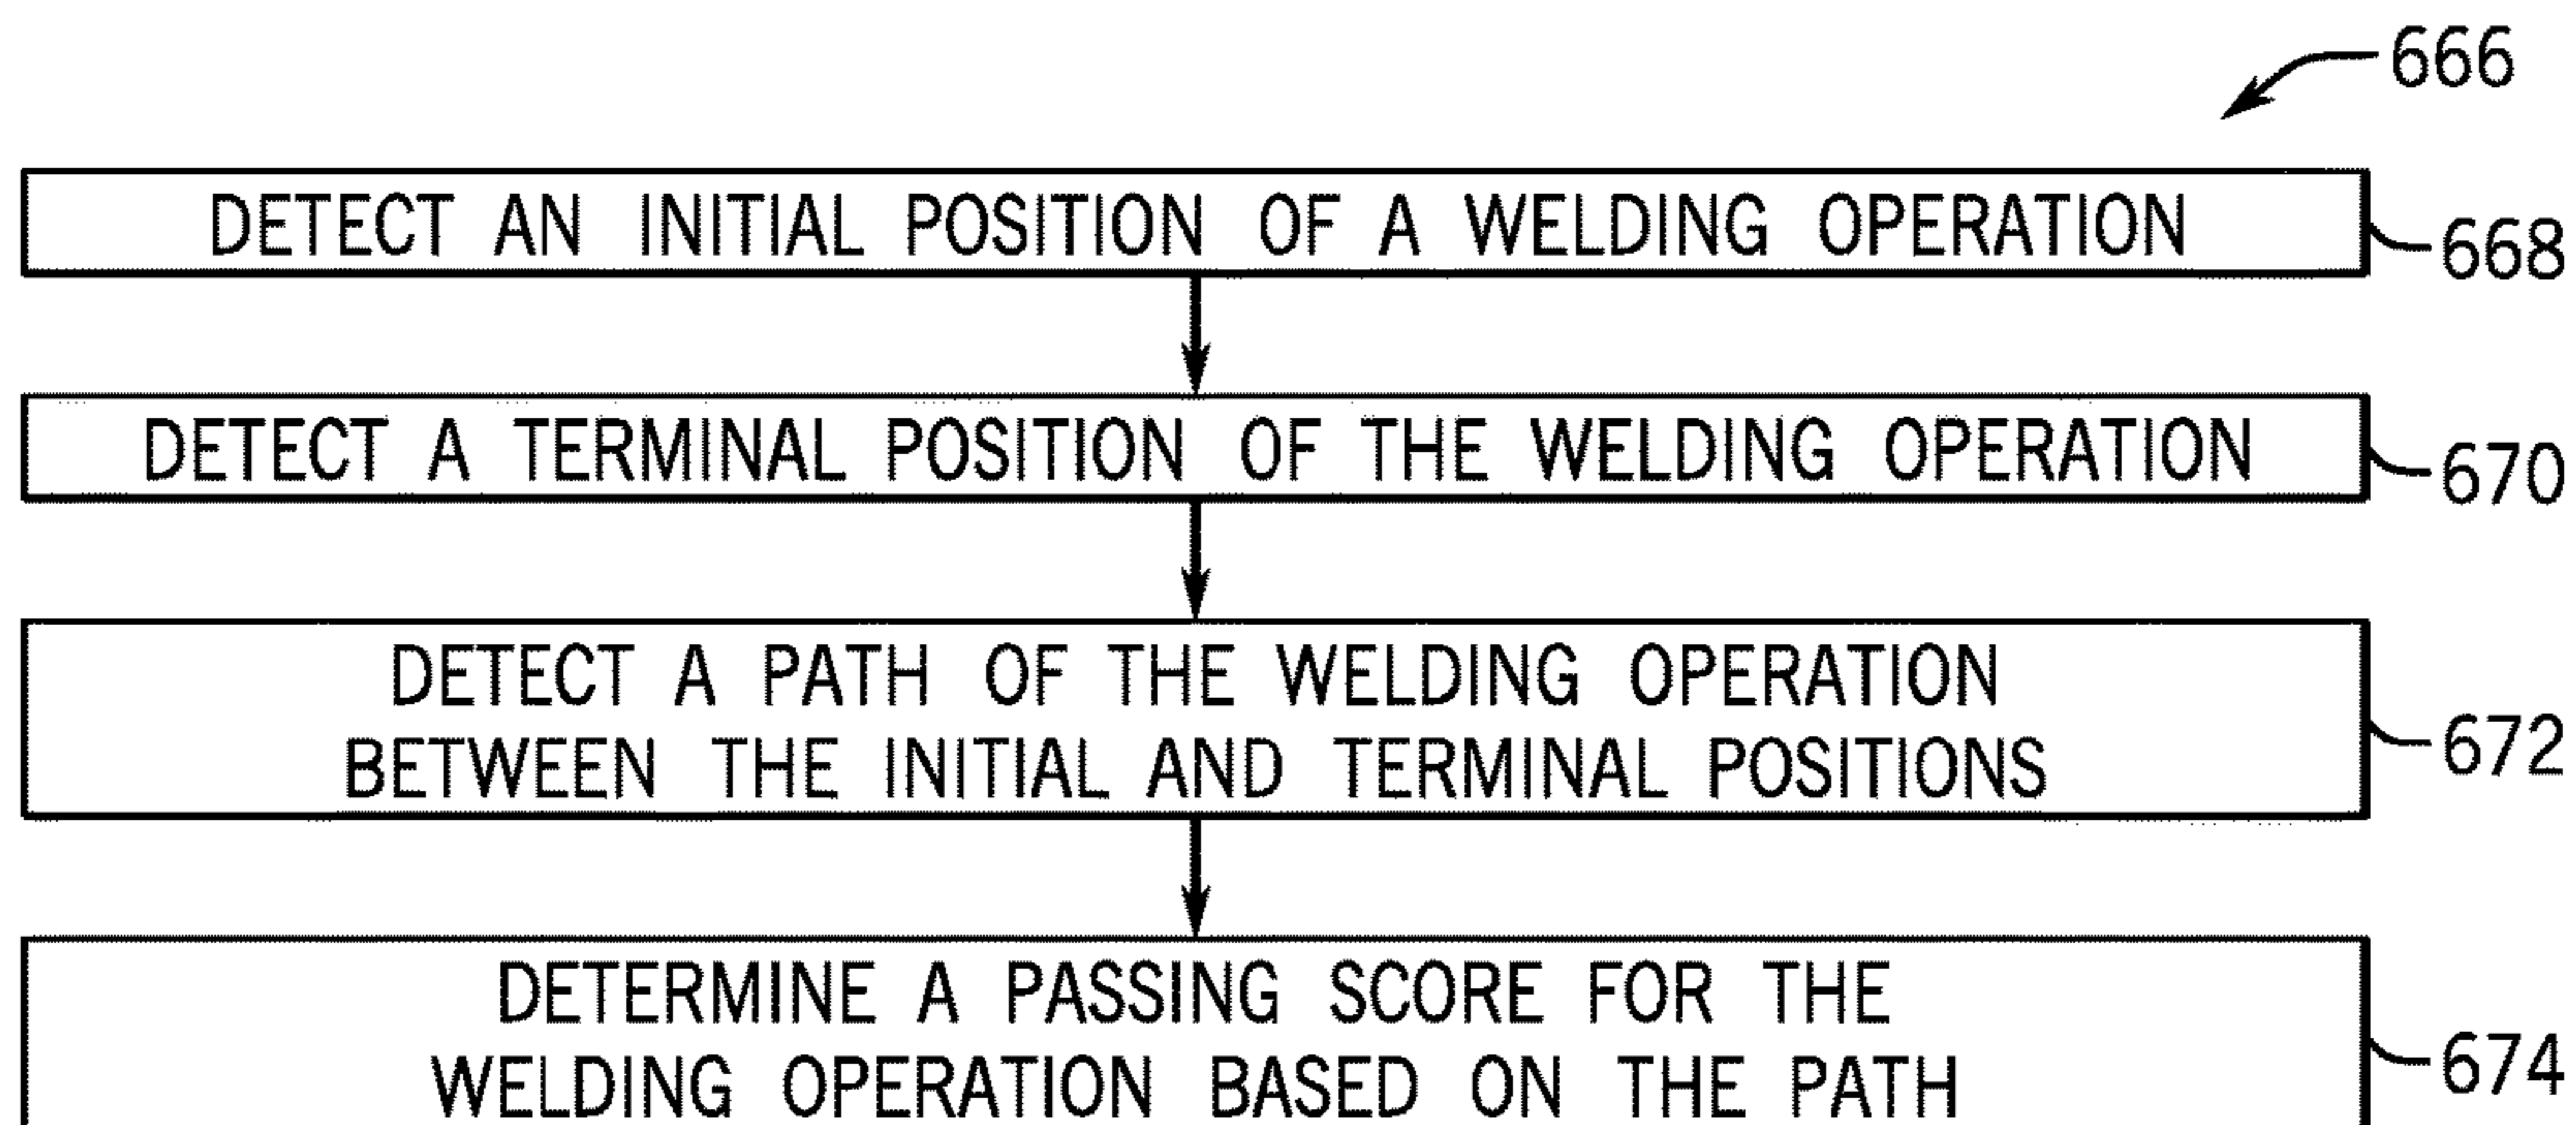 666
DETECT AN INITIAL POSITION OF A WELDING OPERATION
668
DETECT A TERMINAL POSITION OF THE WELDING OPERATION
670
DETECT A PATH OF THE WELDING OPERATION
BETWEEN THE INITIAL AND TERMINAL POSITIONS
672
DETERMINE A PASSING SCORE FOR THE
WELDING OPERATION BASED ON THE PATH
674